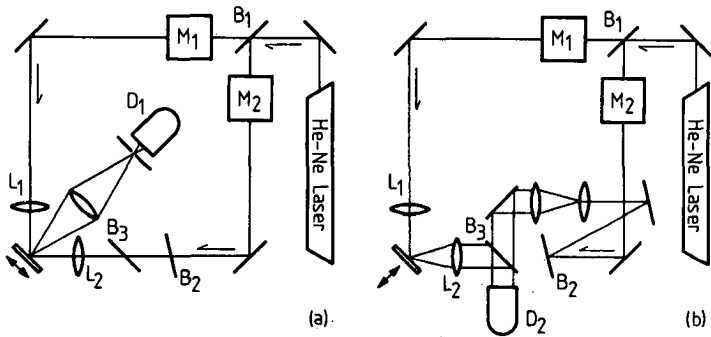 B1
M1
M2
D1
He-Ne Laser
L1
B3
L2
B2
(a)
B1
M1
M2
He-Ne Laser
L1
B3
L2
B2
D2
(b)